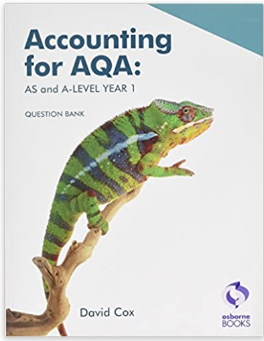 Accounting
for AQA:
AS and A-LEVEL YEAR 1
QUESTION BANK
David Cox
osborne
BOOKS